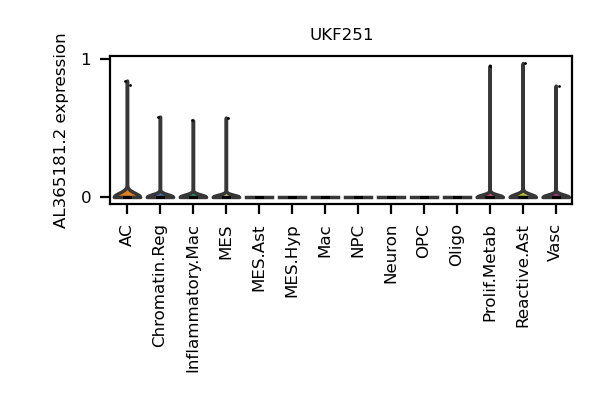 UKF251
AL365181.2 expression
1
0
AC
Chromatin.Reg
Inflammatory.Mac
MES
MES.Ast
MES.Hyp
Mac
NPC
Neuron
OPC
Oligo
Prolif.Metab
Reactive.Ast
Vasc